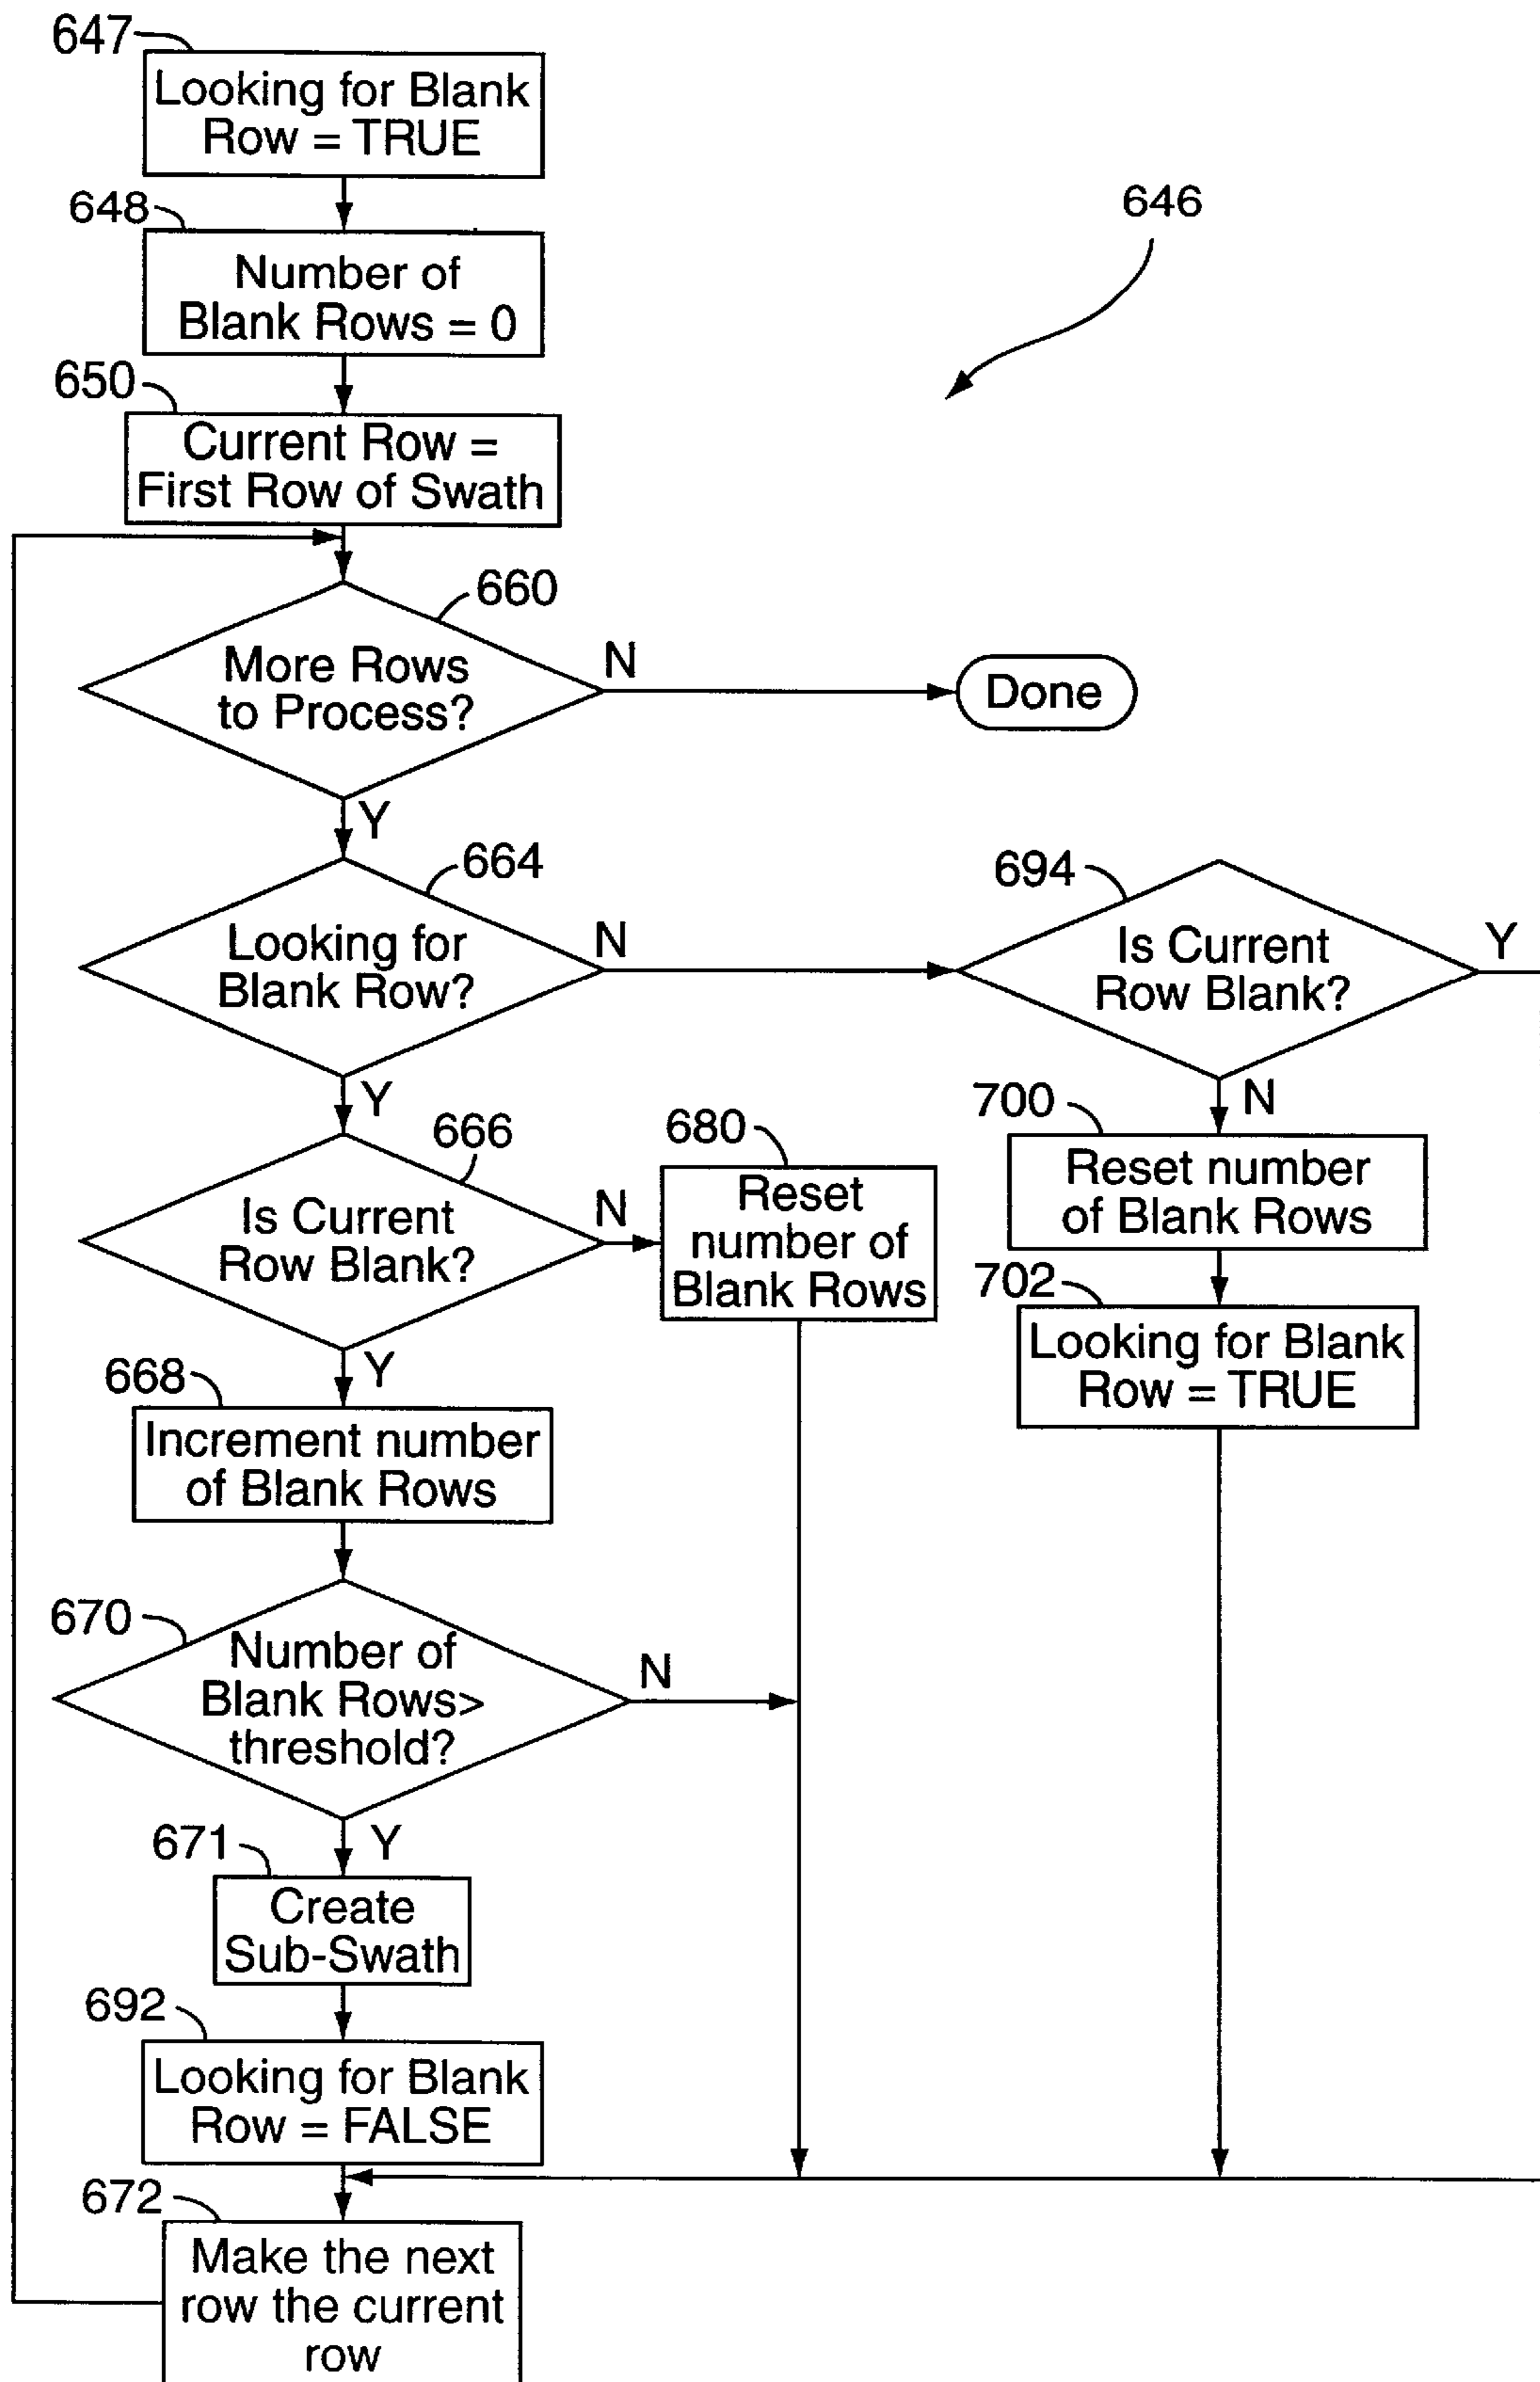 647
Looking for Blank
Row = TRUE
648
Number of
Blank Rows = 0
646
650
Current Row =
First Row of Swath
660
More Rows
to Process?
N
Done
Y
664
Looking for
Blank Row?
N
694
Is Current
Row Blank?
Y
Y
N
666
Is Current
Row Blank?
N
680
Reset
number of
Blank Rows
700
Reset number
of Blank Rows
702
Looking for Blank
Row = TRUE
Y
668
Increment number
of Blank Rows
670
Number of
Blank Rows>
threshold?
N
Y
671
Create
Sub-Swath
692
Looking for Blank
Row = FALSE
672
Make the next
row the current
row